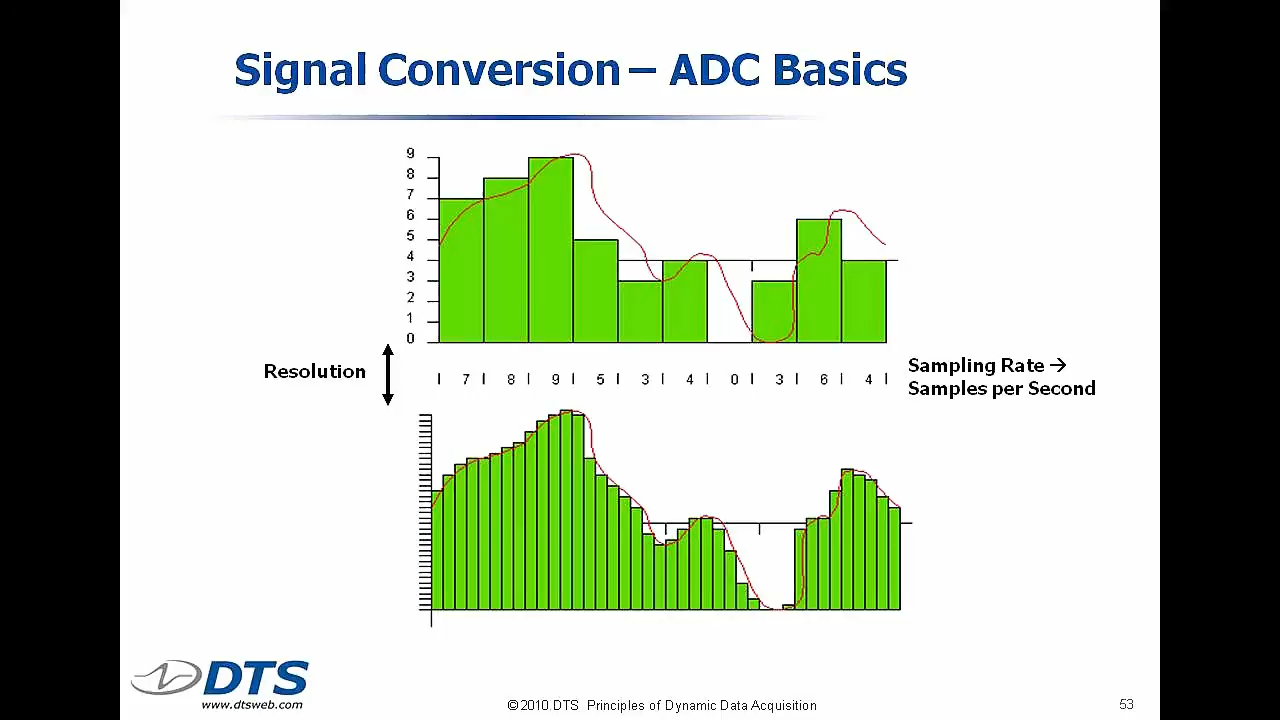 Signal Conversion – ADC Basics
9
8
7
6
5
4
3
2
1
0
Resolution
7 8 9 5 3 4 0 3 6 4
Sampling Rate →
Samples per Second
DTS
www.dtsweb.com
©2010 DTS Principles of Dynamic Data Acquisition
53